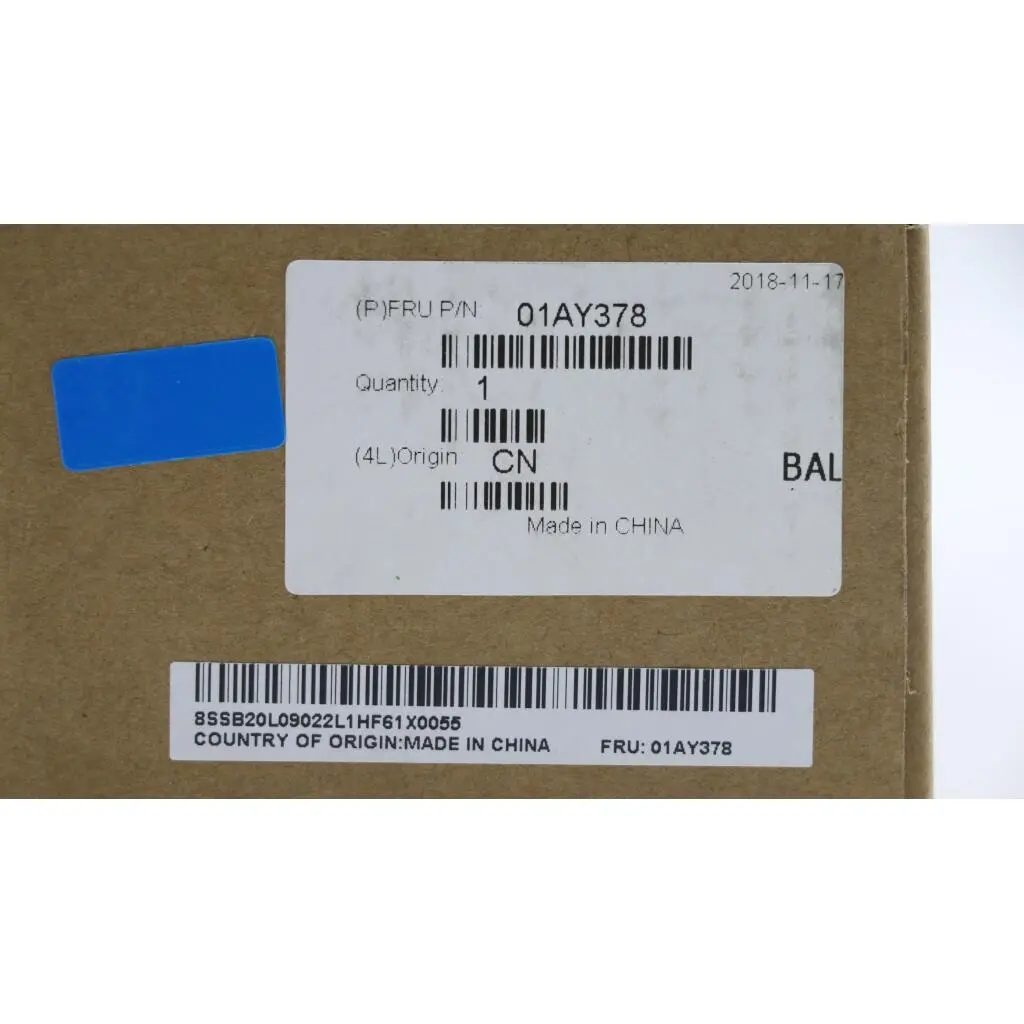 2018-11-17
(P)FRU P/N: 01AY378
Quantity: 1
(4L)Origin CN
BAL
Made in CHINA
8SSB20L09022L1HF61X0055
COUNTRY OF ORIGIN:MADE IN CHINA FRU: 01AY378